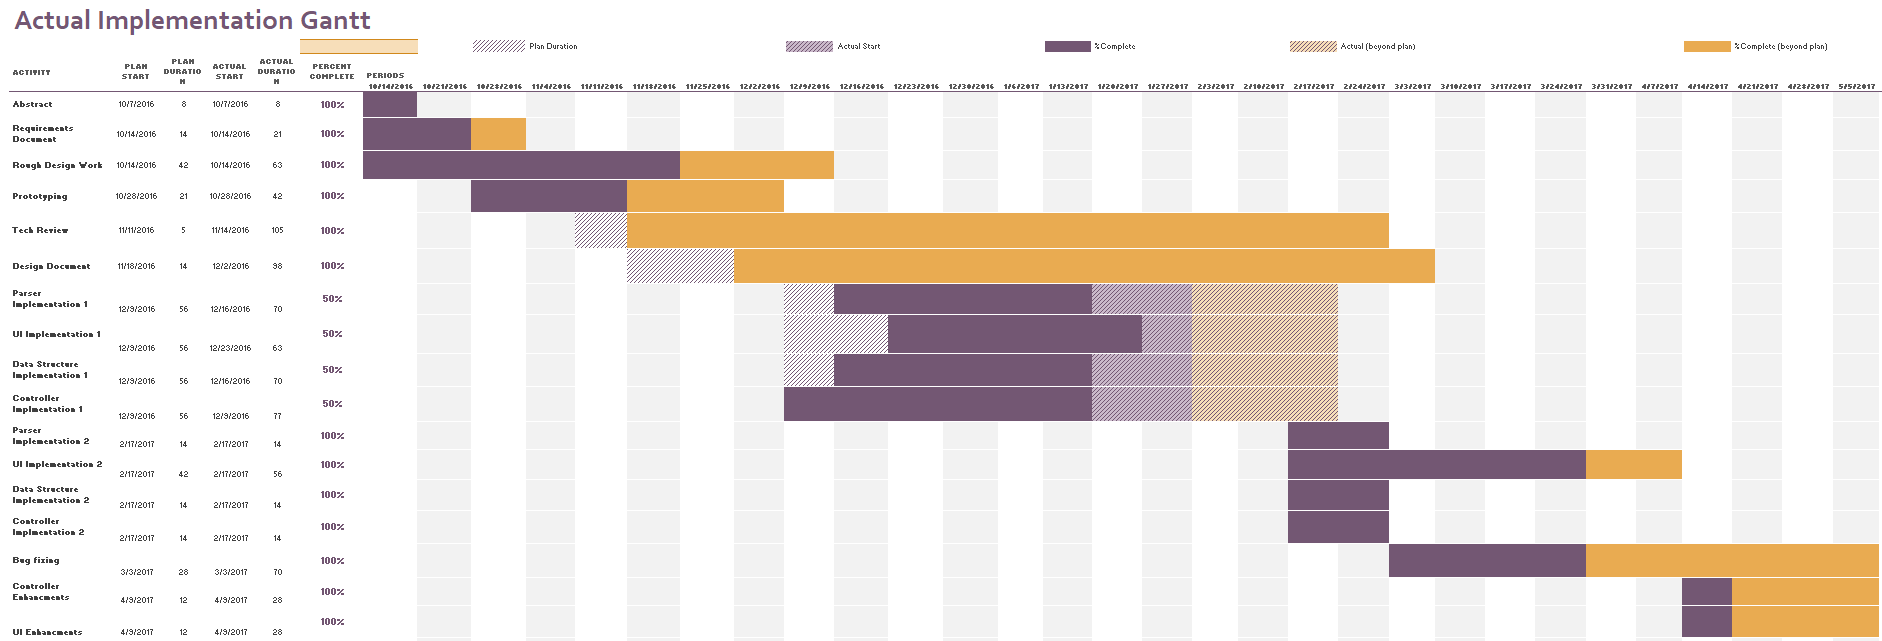 Actual Implementation Gantt
Plan Duration
Actual Start
%Complete
Actual (beyond plan)
%Complete (beyond plan)
ACTIVITY
PLAN START
PLAN DURATIO N
ACTUAL START
ACTUAL DURATIO N
PERCENT COMPLETE
PERIODS
10/14/2016 10/21/2016 10/28/2016 11/4/2016 11/11/2016 11/18/2016 11/25/2016 12/2/2016 12/9/2016 12/16/2016 12/23/2016 12/30/2016 1/6/2017 1/13/2017 1/20/2017 1/27/2017 2/3/2017 2/10/2017 2/17/2017 2/24/2017 3/3/2017 3/10/2017 3/17/2017 3/24/2017 3/31/2017 4/7/2017 4/14/2017 4/21/2017 4/28/2017 5/5/2017
Abstract 10/7/2016 8 10/7/2016 8 100%
Requirements
Document 10/14/2016 14 10/14/2016 21 100%
Rough Design Work 10/14/2016 42 10/14/2016 63 100%
Prototyping 10/28/2016 21 10/28/2016 42 100%
Tech Review 11/11/2016 5 11/14/2016 105 100%
Design Document 11/18/2016 14 12/2/2016 98 100%
Parser
Implementation 1 12/9/2016 56 12/16/2016 70 50%
UI Implementation 1 12/9/2016 56 12/23/2016 63 50%
Data Structure
Implementation 1 12/9/2016 56 12/16/2016 70 50%
Controller
Implmentation 1 12/9/2016 56 12/9/2016 77 50%
Parser
Implementation 2 2/17/2017 14 2/17/2017 14 100%
UI Implementation 2 2/17/2017 42 2/17/2017 56 100%
Data Structure
Implementation 2 2/17/2017 14 2/17/2017 14 100%
Controller
Implmentation 2 2/17/2017 14 2/17/2017 14 100%
Bug fixing 3/3/2017 28 3/3/2017 70 100%
Controller
Enhancments 4/9/2017 12 4/9/2017 28 100%
UI Enhancments 4/9/2017 12 4/9/2017 28 100%